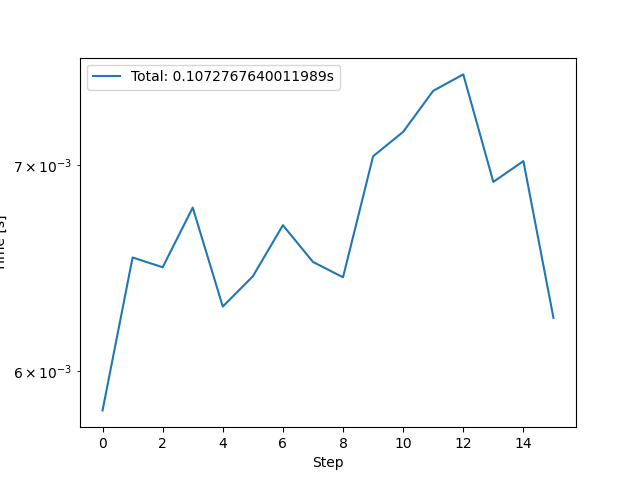 Total: 0.1072767640011989s
7 × 10⁻³
6 × 10⁻³
[s]
0 2 4 6 8 10 12 14
Step